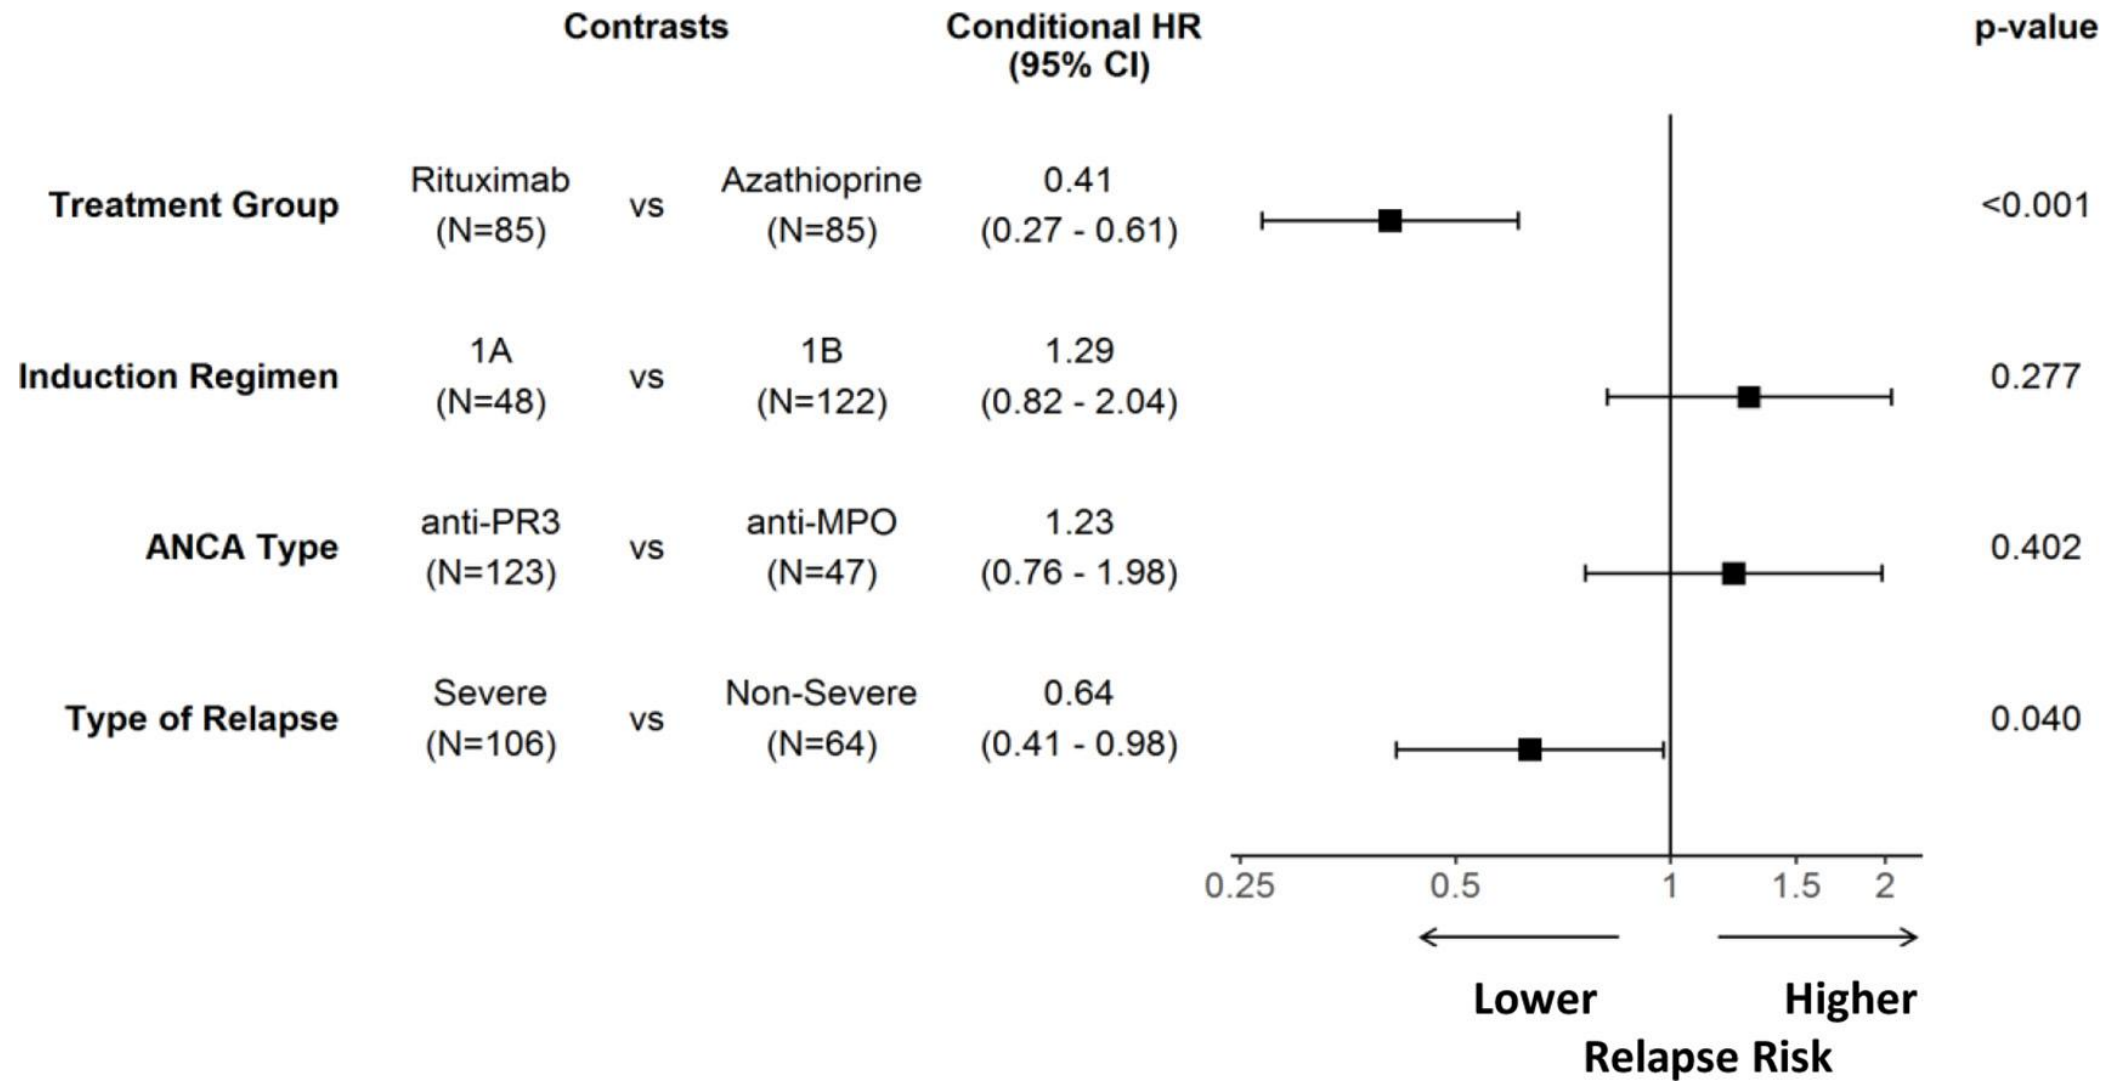 Contrasts Conditional HR p-value
(95% CI)
Rituximab Azathioprine 0.41
Treatment Group vs <0.001
(N=85) (N=85) (0.27 - 0.61)
1A 1B 1.29
Induction Regimen vs 0.277
(N=48) (N=122) (0.82 - 2.04)
anti-PR3 anti-MPO 1.23
ANCA Type vs 0.402
(N=123) (N=47) (0.76 - 1.98)
Severe Non-Severe 0.64
Type of Relapse vs 0.040
(N=106) (N=64) (0.41 - 0.98)
0.25 0.5 1 1.5 2
Lower Higher
Relapse Risk